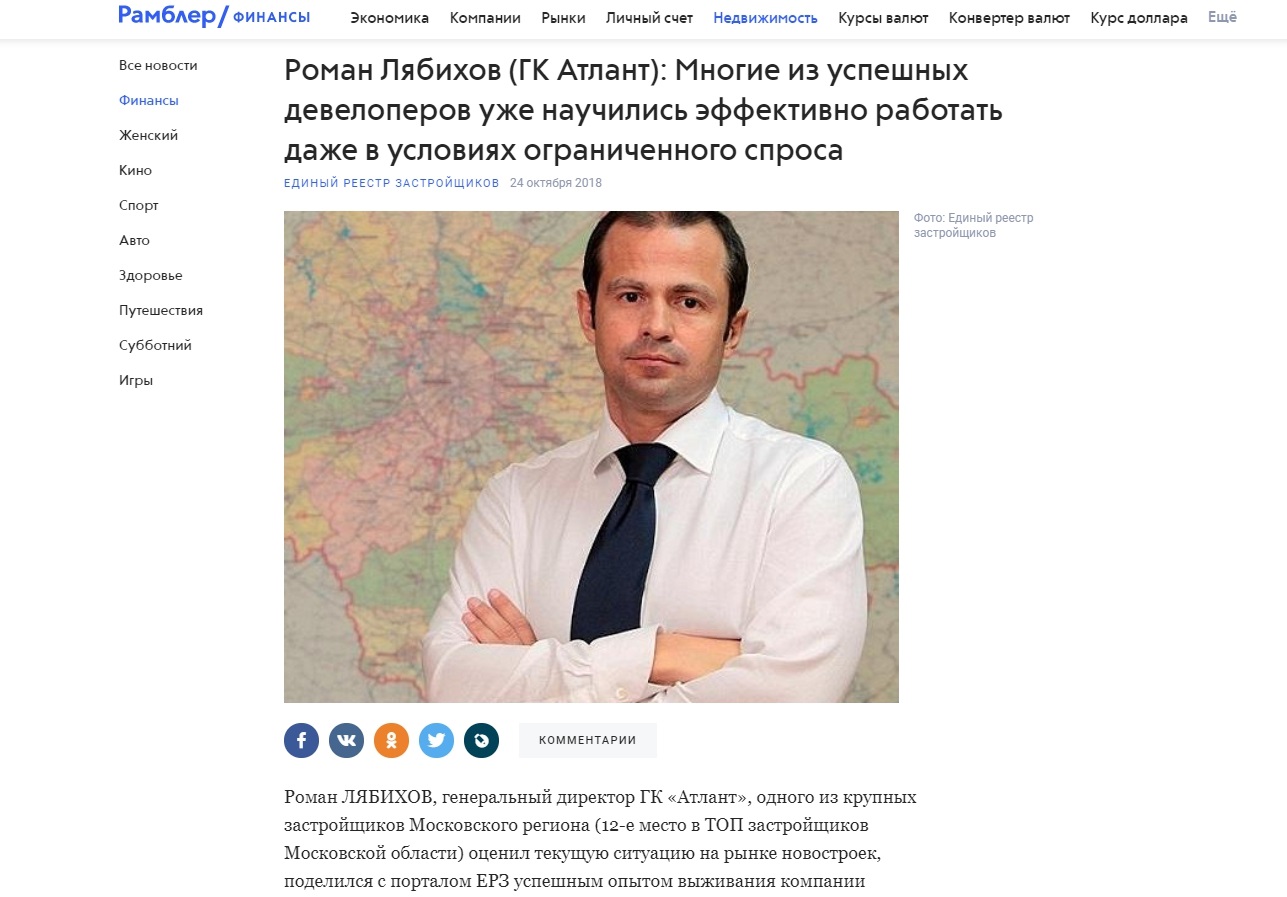 Рамблер/ФИНАНСЫ
Экономика Компании Рынки Личный счет Недвижимость Курсы валют Конвертер валют Курс доллара Ещё
Все новости
Финансы
Женский
Кино
Спорт
Авто
Здоровье
Путешествия
Субботний
Игры
Роман Лябихов (ГК Атлант): Многие из успешных
девелоперов уже научились эффективно работать
даже в условиях ограниченного спроса
ЕДИНЫЙ РЕЕСТР ЗАСТРОЙЩИКОВ 24 октября 2018
Фото: Единый реестр
застройщиков
КОММЕНТАРИИ
Роман ЛЯБИХОВ, генеральный директор ГК «Атлант», одного из крупных
застройщиков Московского региона (12-е место в ТОП застройщиков
Московской области) оценил текущую ситуацию на рынке новостроек,
поделился с порталом ЕРЗ успешным опытом выживания компании